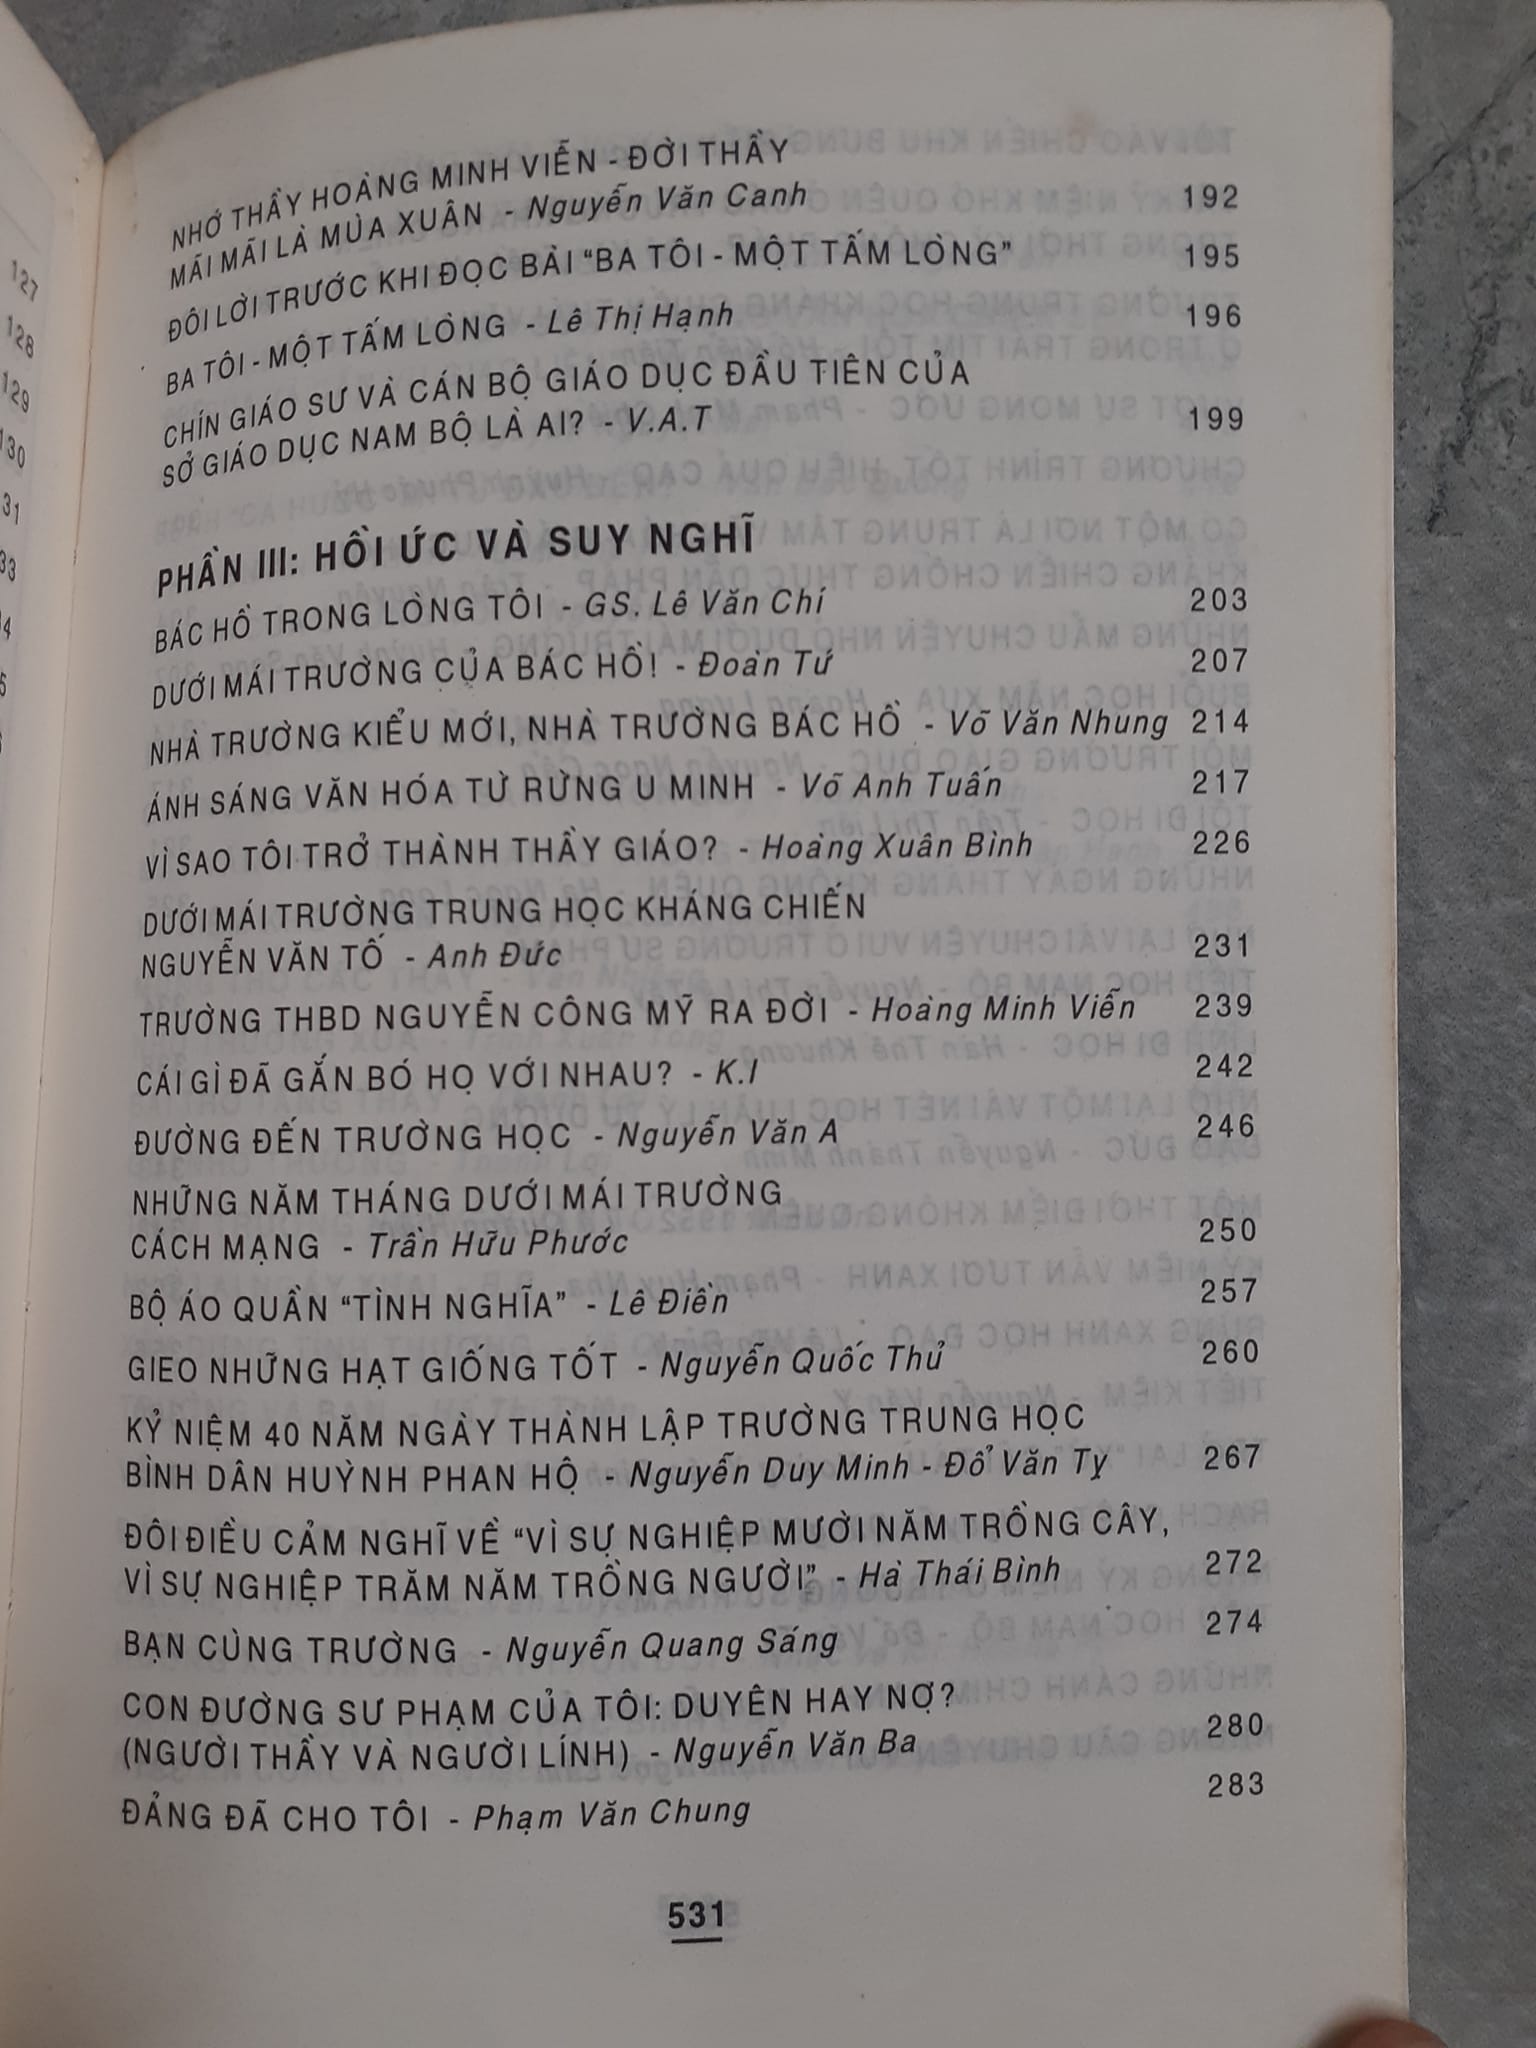 NHỚ THẦY HOÀNG MINH VIỄN - ĐỜI THẦY
MÃI MÃI LÀ MÙA XUÂN - Nguyễn Văn Canh 192
ĐÔI LỜI TRƯỚC KHI ĐỌC BÀI “BA TÔI - MỘT TẤM LÒNG” 195
BA TÔI - MỘT TẤM LÒNG - Lê Thị Hạnh 196
CHÍN GIÁO SƯ VÀ CÁN BỘ GIÁO DỤC ĐẦU TIÊN CỦA
SỞ GIÁO DỤC NAM BỘ LÀ AI? - V.A.T 199
PHẦN III: HỒI ỨC VÀ SUY NGHĨ
BÁC HỒ TRONG LÒNG TÔI - GS. Lê Văn Chí 203
DƯỚI MÁI TRƯỜNG CỦA BÁC HỒ! - Đoàn Tứ 207
NHÀ TRƯỜNG KIỂU MỚI, NHÀ TRƯỜNG BÁC HỒ - Võ Văn Nhung 214
ÁNH SÁNG VĂN HÓA TỪ RỪNG U MINH - Võ Anh Tuấn 217
VÌ SAO TÔI TRỞ THÀNH THẦY GIÁO? - Hoàng Xuân Bình 226
DƯỚI MÁI TRƯỜNG TRUNG HỌC KHÁNG CHIẾN
NGUYỄN VĂN TỐ - Anh Đức 231
TRƯỜNG THBD NGUYỄN CÔNG MỸ RA ĐỜI - Hoàng Minh Viễn 239
CÁI GÌ ĐÃ GẮN BÓ HỌ VỚI NHAU? - K.I 242
ĐƯỜNG ĐẾN TRƯỜNG HỌC - Nguyễn Văn A 246
NHỮNG NĂM THÁNG DƯỚI MÁI TRƯỜNG
CÁCH MẠNG - Trần Hữu Phước 250
BỘ ÁO QUẦN “TÌNH NGHĨA” - Lê Điền 257
GIEO NHỮNG HẠT GIỐNG TỐT - Nguyễn Quốc Thủ 260
KỶ NIỆM 40 NĂM NGÀY THÀNH LẬP TRƯỜNG TRUNG HỌC
BÌNH DÂN HUỲNH PHAN HỘ - Nguyễn Duy Minh - Đổ Văn Tỵ 267
ĐÔI ĐIỀU CẢM NGHĨ VỀ “VÌ SỰ NGHIỆP MƯỜI NĂM TRỒNG CÂY,
VÌ SỰ NGHIỆP TRĂM NĂM TRỒNG NGƯỜI” - Hà Thái Bình 272
BẠN CÙNG TRƯỜNG - Nguyễn Quang Sáng 274
CON ĐƯỜNG SƯ PHẠM CỦA TÔI: DUYÊN HAY NỢ?
(NGƯỜI THẦY VÀ NGƯỜI LÍNH) - Nguyễn Văn Ba 280
ĐẢNG ĐÃ CHO TÔI - Phạm Văn Chung 283
531
127
128
129
130
31
33